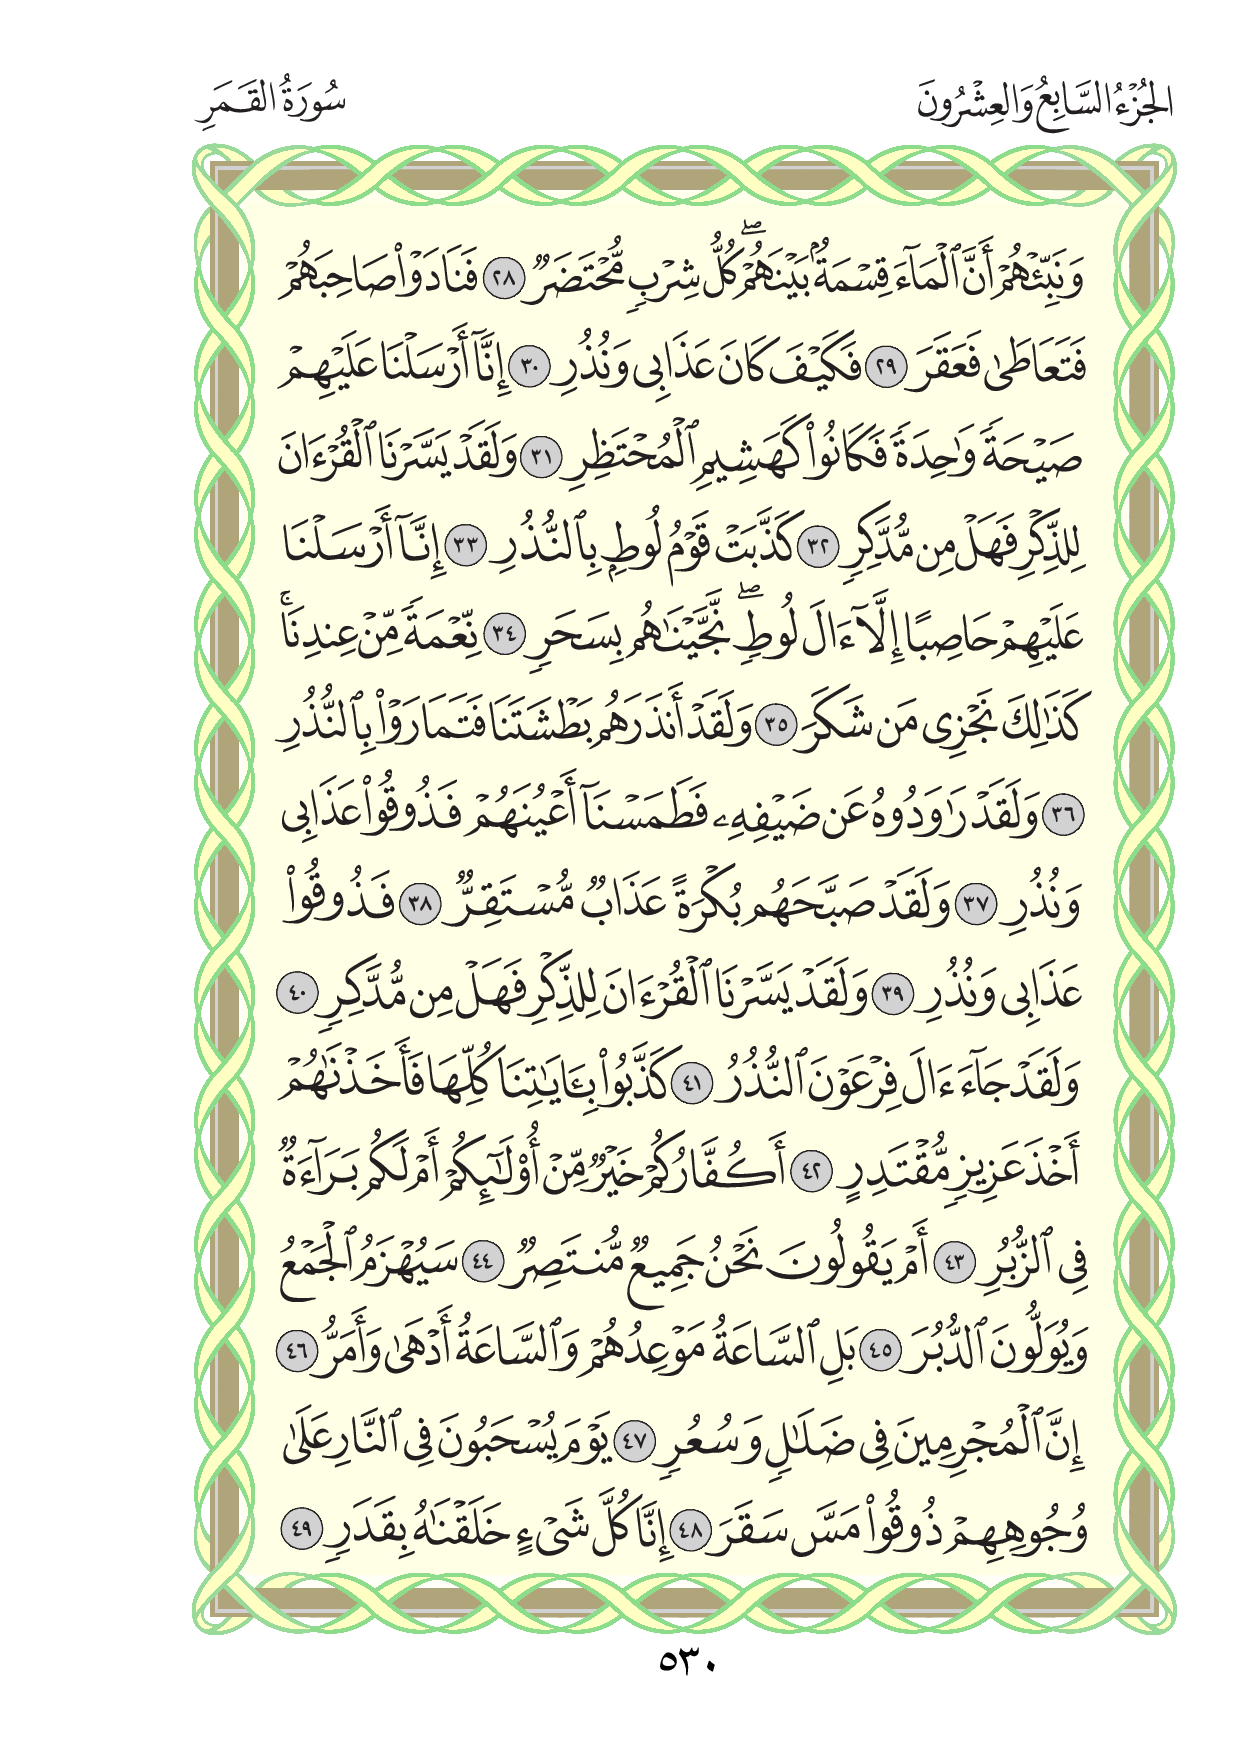 الجُزْءُ السَّابِعُ وَالعِشْرُونَ
سُورَةُ القَمَرِ
وَنَبِّئْهُمْ أَنَّ ٱلْمَآءَ قِسْمَةٌۢ بَيْنَهُمْۖ كُلُّ شِرْبٖ مُّحْتَضَرٞ ٢٨ فَنَادَوْاْ صَاحِبَهُمْ
فَتَعَاطَىٰ فَعَقَرَ ٢٩ فَكَيْفَ كَانَ عَذَابِي وَنُذُرِ ٣٠ إِنَّآ أَرْسَلْنَا عَلَيْهِمْ
صَيْحَةٗ وَٰحِدَةٗ فَكَانُواْ كَهَشِيمِ ٱلْمُحْتَظِرِ ٣١ وَلَقَدْ يَسَّرْنَا ٱلْقُرْءَانَ
لِلذِّكْرِ فَهَلْ مِن مُّدَّكِرٖ ٣٢ كَذَّبَتْ قَوْمُ لُوطِۭ بِٱلنُّذُرِ ٣٣ إِنَّآ أَرْسَلْنَا
عَلَيْهِمْ حَاصِبًا إِلَّآ ءَالَ لُوطٖۖ نَّجَّيْنَٰهُم بِسَحَرٖ ٣٤ نِّعْمَةٗ مِّنْ عِندِنَاۚ
كَذَٰلِكَ نَجْزِي مَن شَكَرَ ٣٥ وَلَقَدْ أَنذَرَهُم بَطْشَتَنَا فَتَمَارَوْاْ بِٱلنُّذُرِ
٣٦ وَلَقَدْ رَٰوَدُوهُ عَن ضَيْفِهِۦ فَطَمَسْنَآ أَعْيُنَهُمْ فَذُوقُواْ عَذَابِي
وَنُذُرِ ٣٧ وَلَقَدْ صَبَّحَهُم بُكْرَةً عَذَابٞ مُّسْتَقِرّٞ ٣٨ فَذُوقُواْ
عَذَابِي وَنُذُرِ ٣٩ وَلَقَدْ يَسَّرْنَا ٱلْقُرْءَانَ لِلذِّكْرِ فَهَلْ مِن مُّدَّكِرٖ ٤٠
وَلَقَدْ جَآءَ ءَالَ فِرْعَوْنَ ٱلنُّذُرُ ٤١ كَذَّبُواْ بِـَٔايَٰتِنَا كُلِّهَا فَأَخَذْنَٰهُمْ
أَخْذَ عَزِيزٖ مُّقْتَدِرٍ ٤٢ أَكُفَّارُكُمْ خَيْرٞ مِّنْ أُوْلَٰٓئِكُمْ أَمْ لَكُم بَرَآءَةٞ
فِي ٱلزُّبُرِ ٤٣ أَمْ يَقُولُونَ نَحْنُ جَمِيعٞ مُّنتَصِرٞ ٤٤ سَيُهْزَمُ ٱلْجَمْعُ
وَيُوَلُّونَ ٱلدُّبُرَ ٤٥ بَلِ ٱلسَّاعَةُ مَوْعِدُهُمْ وَٱلسَّاعَةُ أَدْهَىٰ وَأَمَرُّ ٤٦
إِنَّ ٱلْمُجْرِمِينَ فِي ضَلَٰلٖ وَسُعُرٖ ٤٧ يَوْمَ يُسْحَبُونَ فِي ٱلنَّارِ عَلَىٰ
وُجُوهِهِمْ ذُوقُواْ مَسَّ سَقَرَ ٤٨ إِنَّا كُلَّ شَيْءٍ خَلَقْنَٰهُ بِقَدَرٖ ٤٩
٥٣٠